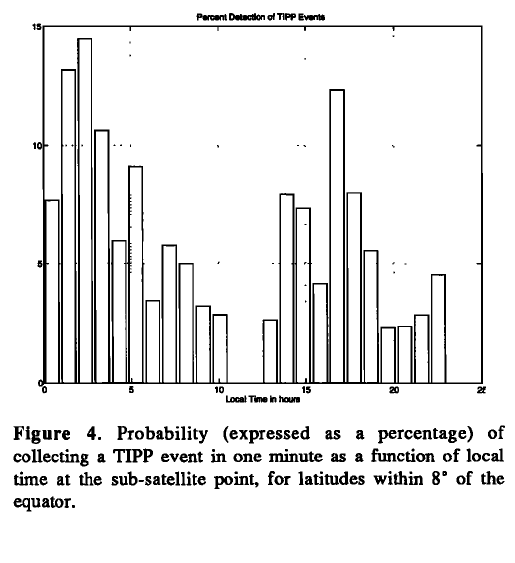 Percent Detection of TIPP Events
15
10
5
0
0 5 10 15 20 25
Local Time in hours
Figure 4. Probability (expressed as a percentage) of
collecting a TIPP event in one minute as a function of local
time at the sub-satellite point, for latitudes within 8° of the
equator.